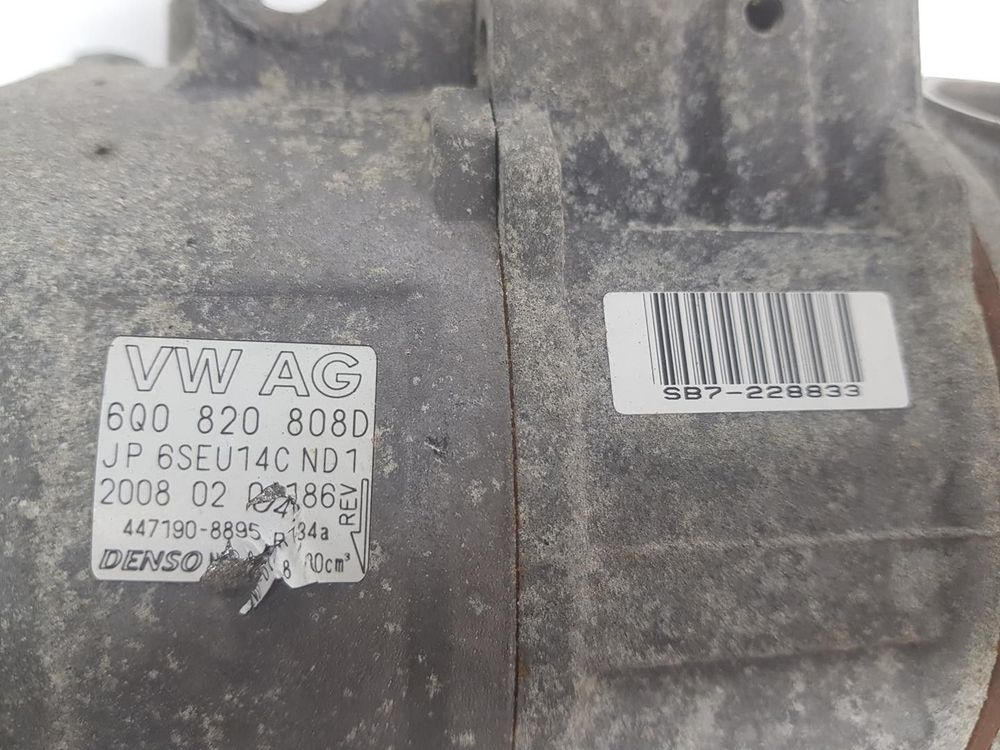 VW AG
6Q0 820 808D
JP 6SEU14C ND1
2008 02
REV
447190-8895
DENSO
SB7-228833